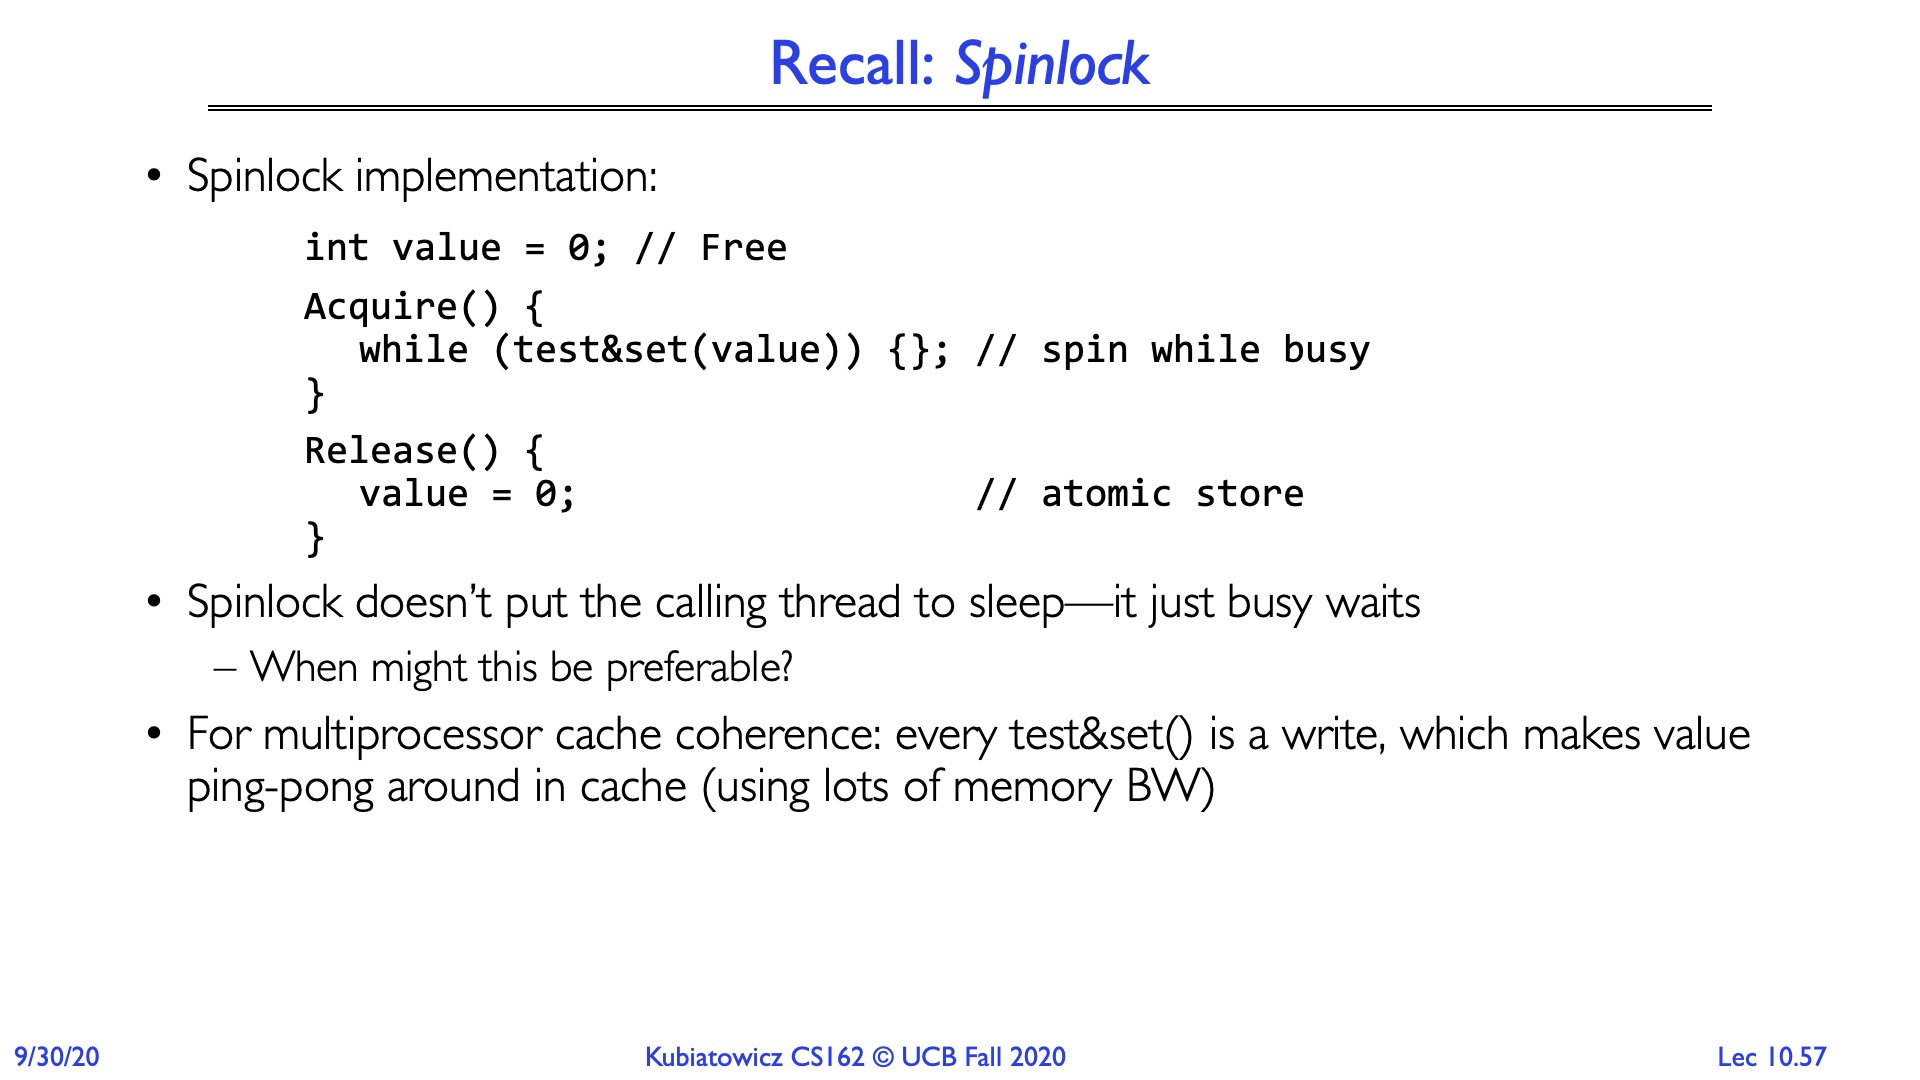 Recall: Spinlock
• Spinlock implementation:
int value = 0; // Free
Acquire() {
while (test&set(value)) {}; // spin while busy
}
Release() {
value = 0; // atomic store
}
• Spinlock doesn’t put the calling thread to sleep—it just busy waits
– When might this be preferable?
• For multiprocessor cache coherence: every test&set() is a write, which makes value
ping-pong around in cache (using lots of memory BW)
9/30/20 Kubiatowicz CS162 © UCB Fall 2020 Lec 10.57